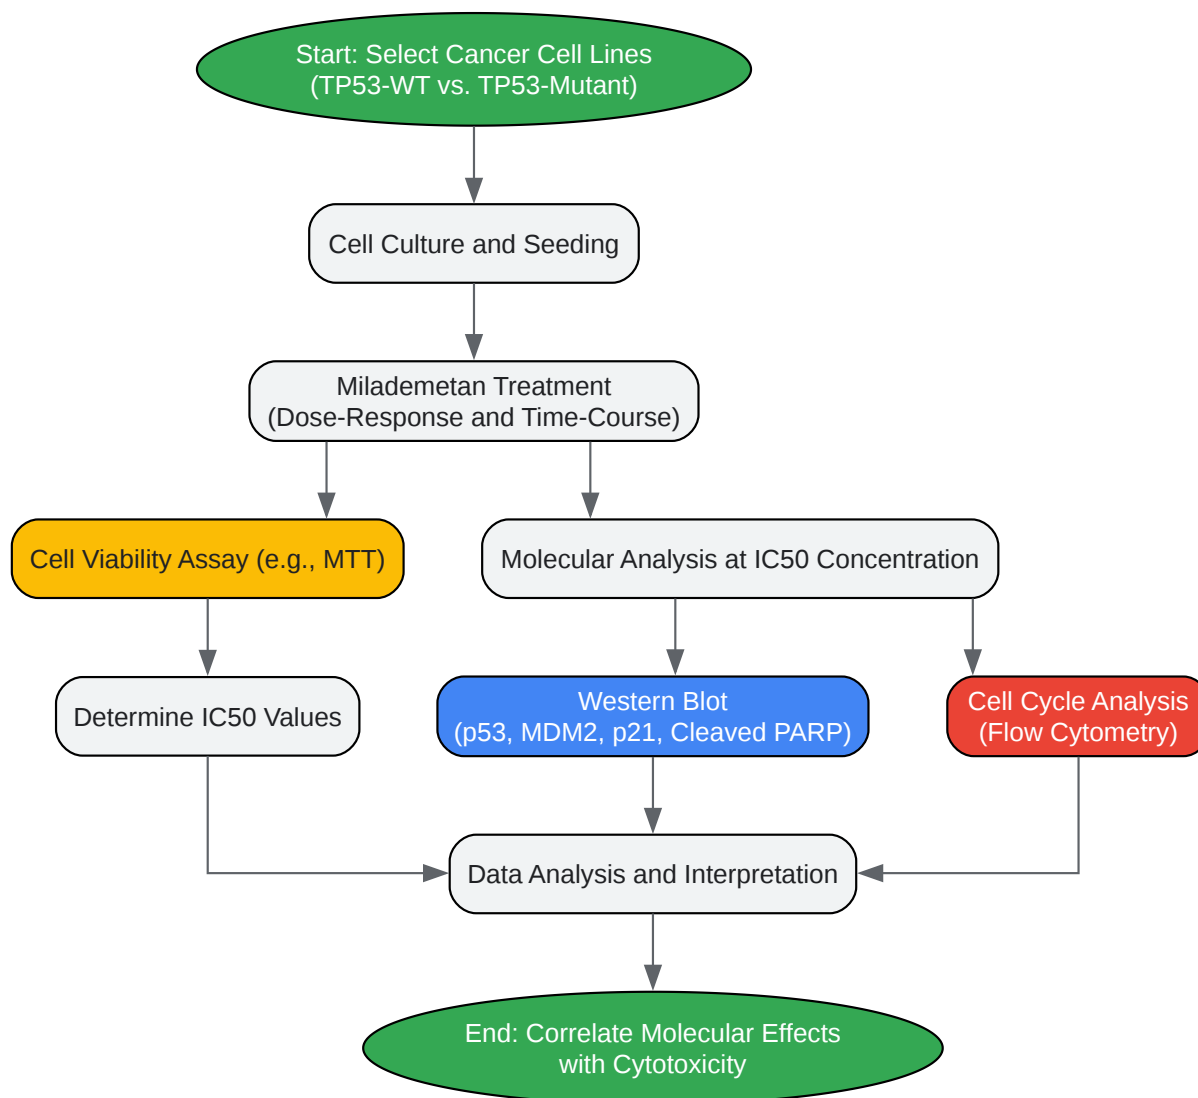 Start: Select Cancer Cell Lines
(TP53-WT vs. TP53-Mutant)
Cell Culture and Seeding
Milademetan Treatment
(Dose-Response and Time-Course)
Cell Viability Assay (e.g., MTT)
Molecular Analysis at IC50 Concentration
Determine IC50 Values
Western Blot
(p53, MDM2, p21, Cleaved PARP)
Cell Cycle Analysis
(Flow Cytometry)
Data Analysis and Interpretation
End: Correlate Molecular Effects
with Cytotoxicity